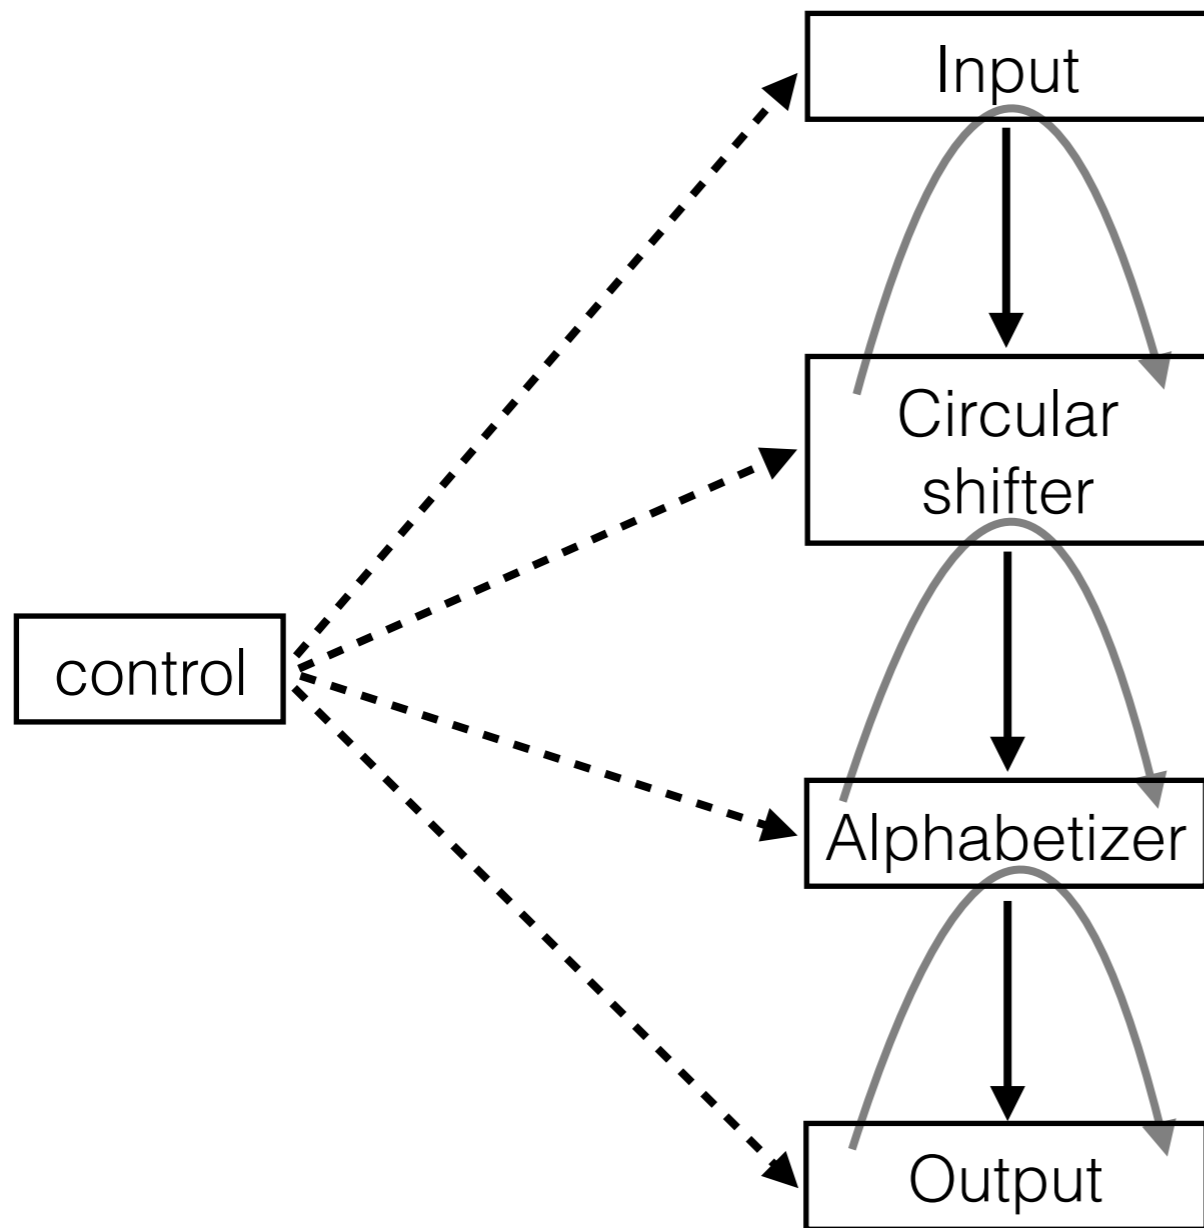 Input
Circular
shifter
control
Alphabetizer
Output